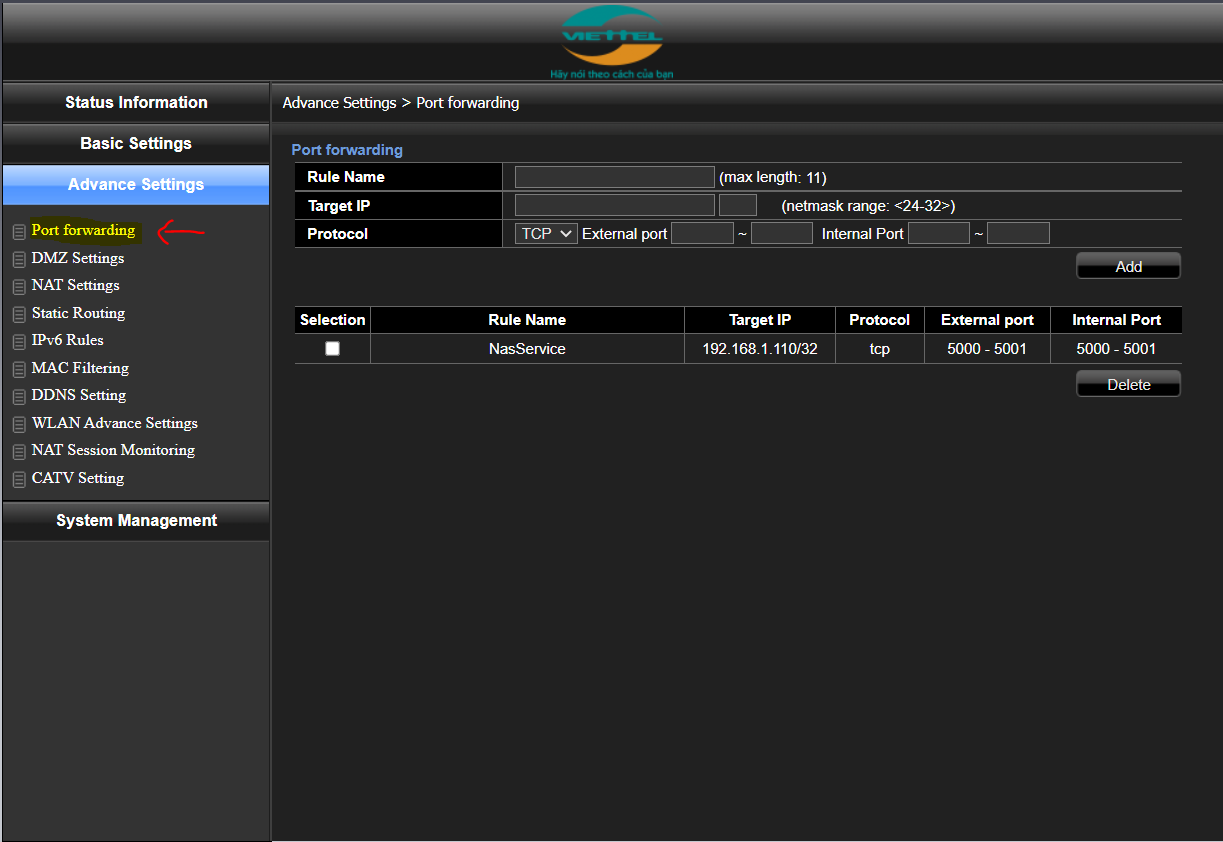 VIETTEL
Hãy nói theo cách của bạn
Status Information
Basic Settings
Advance Settings
Port forwarding
DMZ Settings
NAT Settings
Static Routing
IPv6 Rules
MAC Filtering
DDNS Setting
WLAN Advance Settings
NAT Session Monitoring
CATV Setting
System Management
Advance Settings > Port forwarding
Port forwarding
Rule Name (max length: 11)
Target IP (netmask range: <24-32>)
Protocol TCP External port ~ Internal Port ~
Add
Selection Rule Name Target IP Protocol External port Internal Port
NasService 192.168.1.110/32 tcp 5000 - 5001 5000 - 5001
Delete